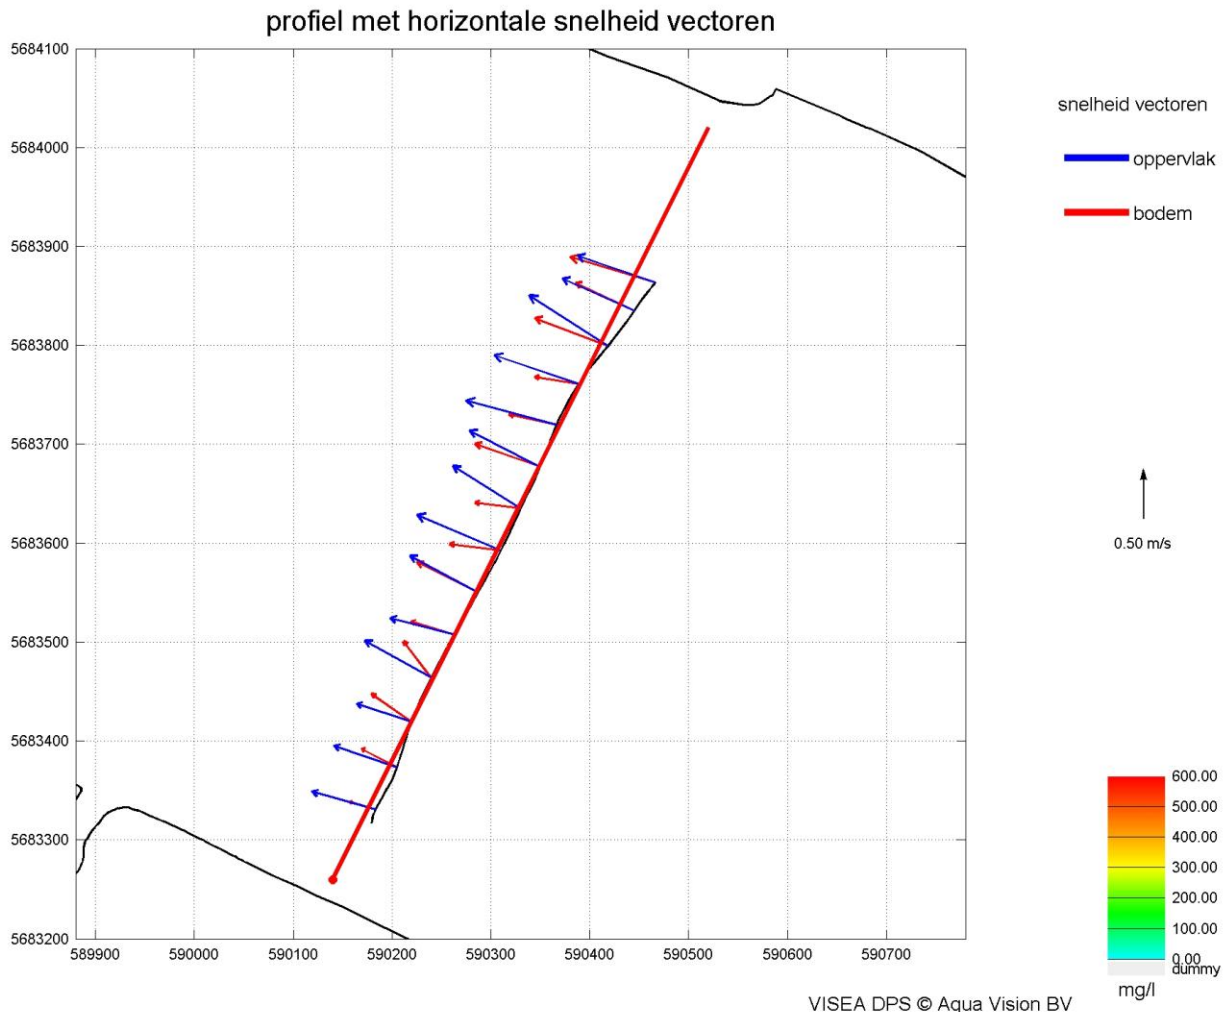 profiel met horizontale snelheid vectoren
5684100
5684000
5683900
5683800
5683700
5683600
5683500
5683400
5683300
5683200
589900 590000 590100 590200 590300 590400 590500 590600 590700
snelheid vectoren
oppervlak
bodem
0.50 m/s
600.00
500.00
400.00
300.00
200.00
100.00
0.00
dummy
mg/l
VISEA DPS © Aqua Vision BV